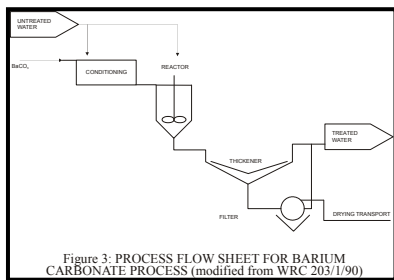 UNTREATED
WATER
BaCO₃
CONDITIONING
REACTOR
TREATED
WATER
THICKENER
FILTER
DRYING TRANSPORT
Figure 3: PROCESS FLOW SHEET FOR BARIUM
CARBONATE PROCESS (modified from WRC 203/1/90)